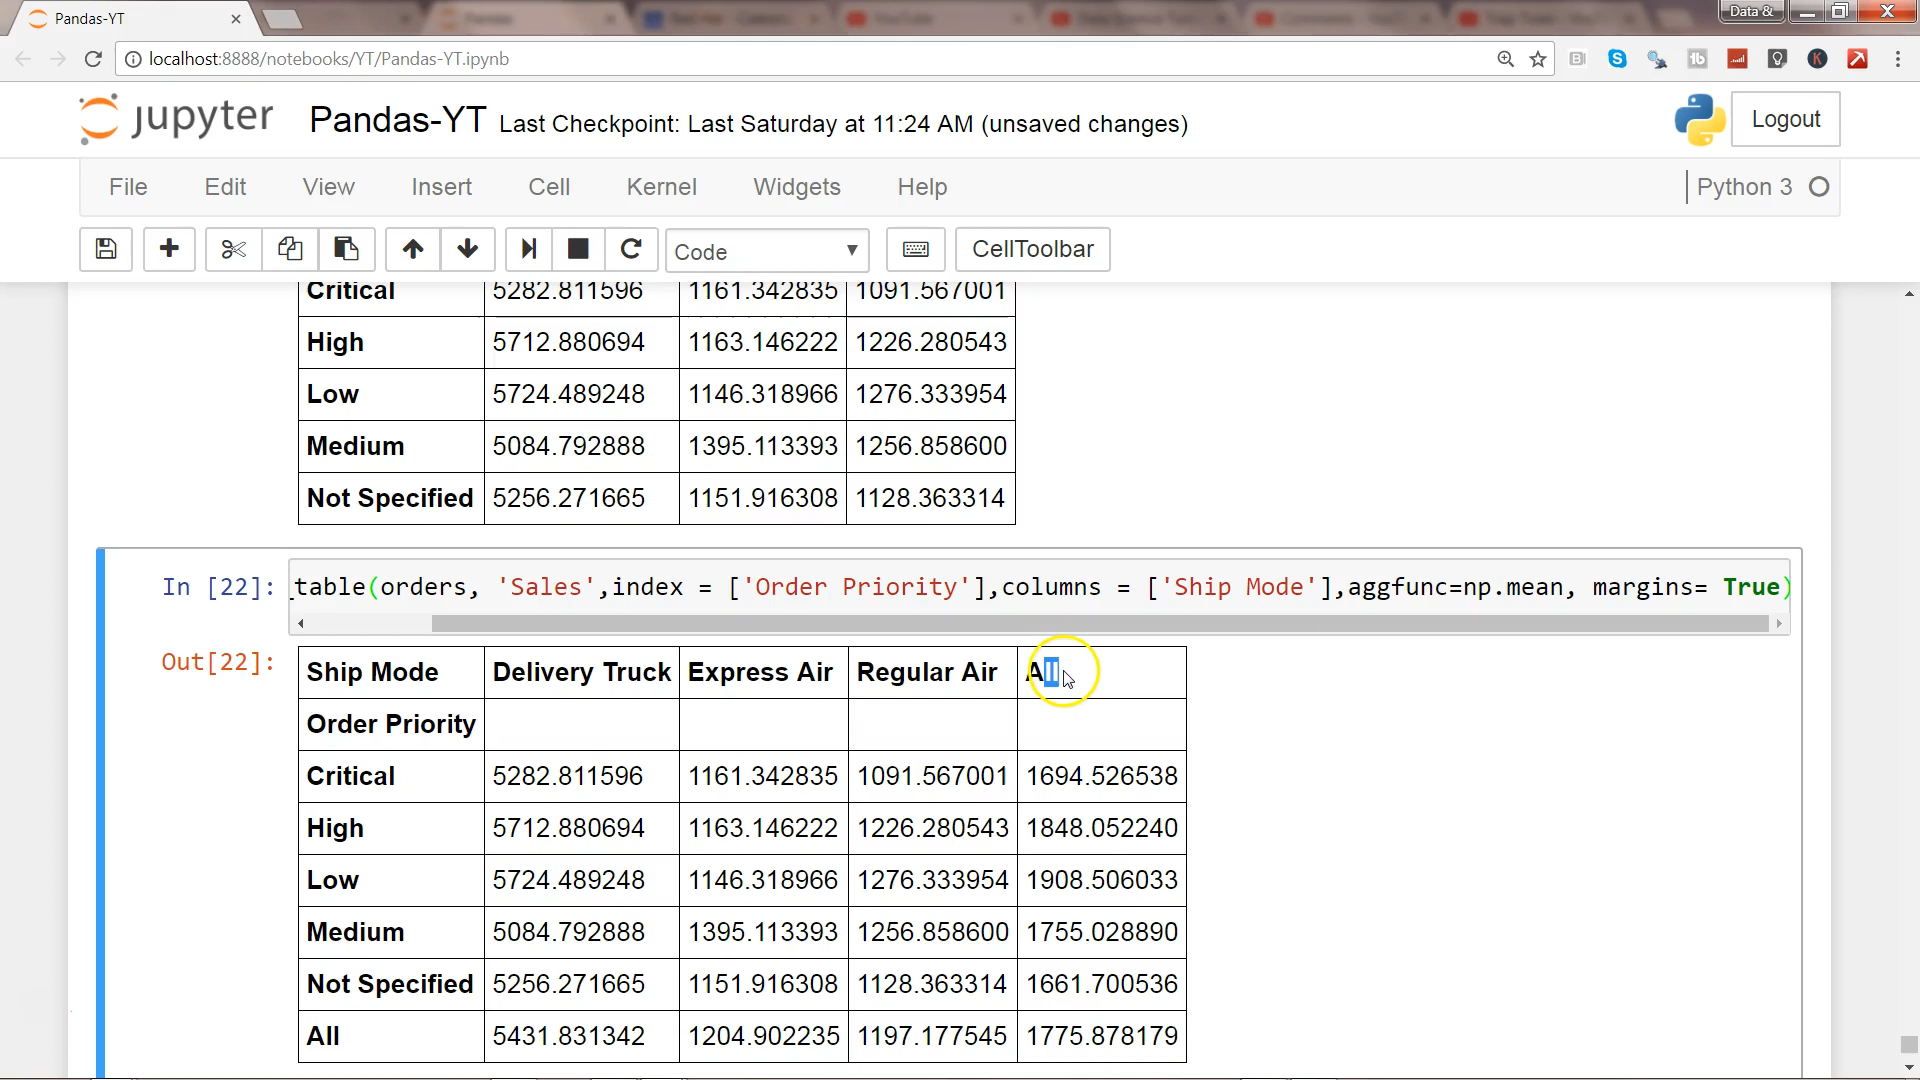 Pandas-YT
Data &
localhost:8888/notebooks/YT/Pandas-YT.ipynb
jupyter Pandas-YT Last Checkpoint: Last Saturday at 11:24 AM (unsaved changes)
Logout
File Edit View Insert Cell Kernel Widgets Help Python 3
Code CellToolbar
Critical 5282.811596 1161.342835 1091.567001
High 5712.880694 1163.146222 1226.280543
Low 5724.489248 1146.318966 1276.333954
Medium 5084.792888 1395.113393 1256.858600
Not Specified 5256.271665 1151.916308 1128.363314
In [22]: _table(orders, 'Sales',index = ['Order Priority'],columns = ['Ship Mode'],aggfunc=np.mean, margins= True)
Out[22]: Ship Mode Delivery Truck Express Air Regular Air All
Order Priority
Critical 5282.811596 1161.342835 1091.567001 1694.526538
High 5712.880694 1163.146222 1226.280543 1848.052240
Low 5724.489248 1146.318966 1276.333954 1908.506033
Medium 5084.792888 1395.113393 1256.858600 1755.028890
Not Specified 5256.271665 1151.916308 1128.363314 1661.700536
All 5431.831342 1204.902235 1197.177545 1775.878179